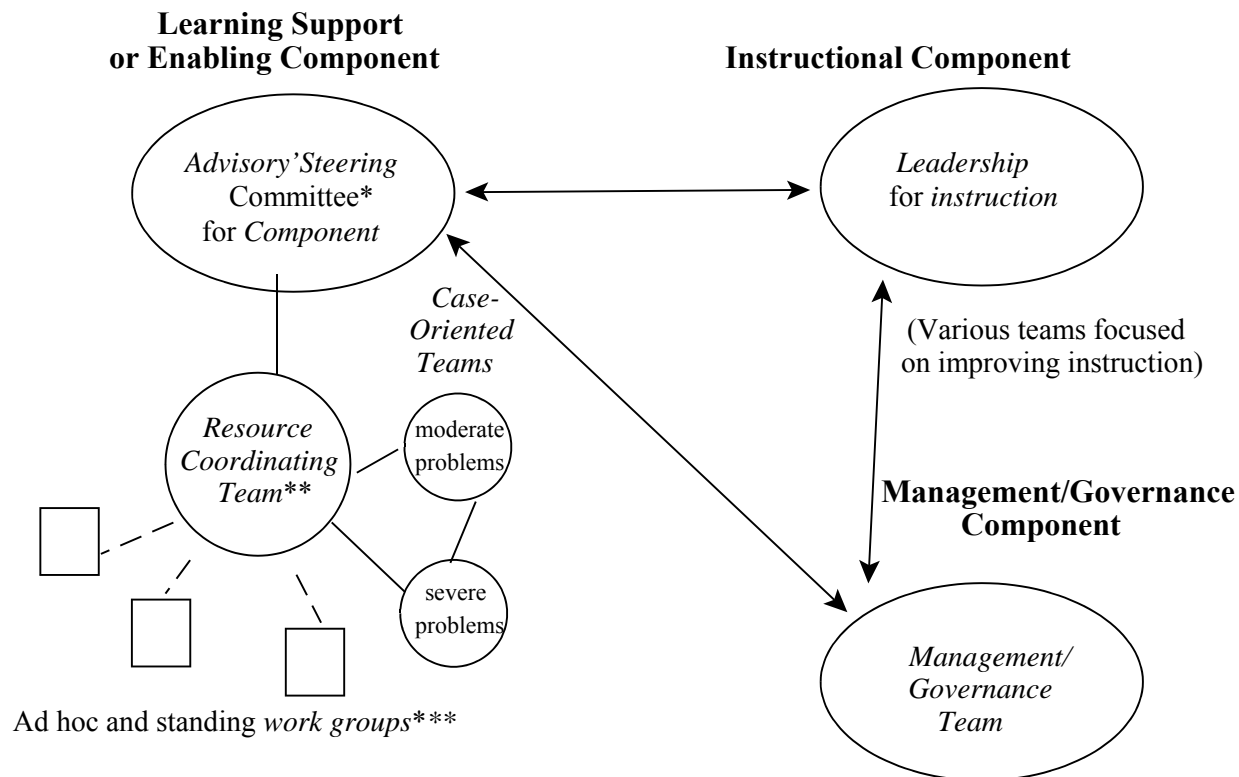 Learning Support
or Enabling Component
Instructional Component
Advisory’Steering
Committee*
for Component
Leadership
for instruction
Case-
Oriented
Teams
(Various teams focused
on improving instruction)
Resource
Coordinating
Team**
moderate
problems
Management/Governance
Component
severe
problems
Management/
Governance
Team
Ad hoc and standing work groups***